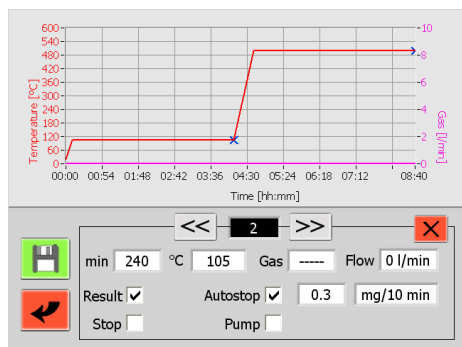 600
540
480
420
360
300
240
180
120
60
0
Temperature [°C]
10
8
6
4
2
0
Gas [l/min]
00:00 00:54 01:48 02:42 03:36 04:30 05:24 06:18 07:12 08:40
Time [hh:mm]
<< 2 >>
min 240 °C 105 Gas ----- Flow 0 l/min
Result Autostop 0.3 mg/10 min
Stop Pump